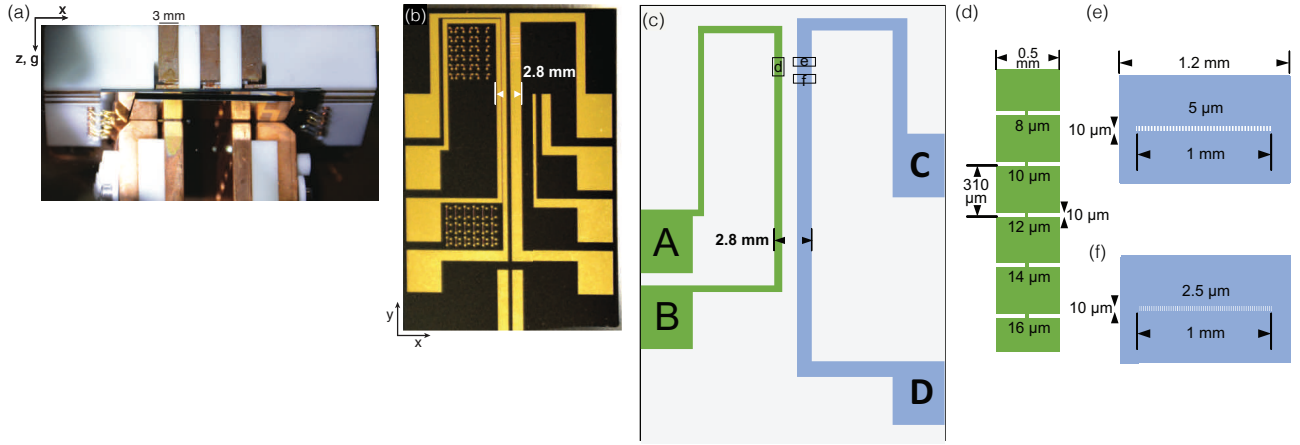 (a)
x
z, g
3 mm
(b)
2.8 mm
y
x
(c)
d
e
f
A
B
C
D
2.8 mm
(d)
0.5
mm
8 µm
10 µm
310
µm
10 µm
12 µm
14 µm
16 µm
(e)
1.2 mm
5 µm
10 µm
1 mm
(f)
2.5 µm
10 µm
1 mm